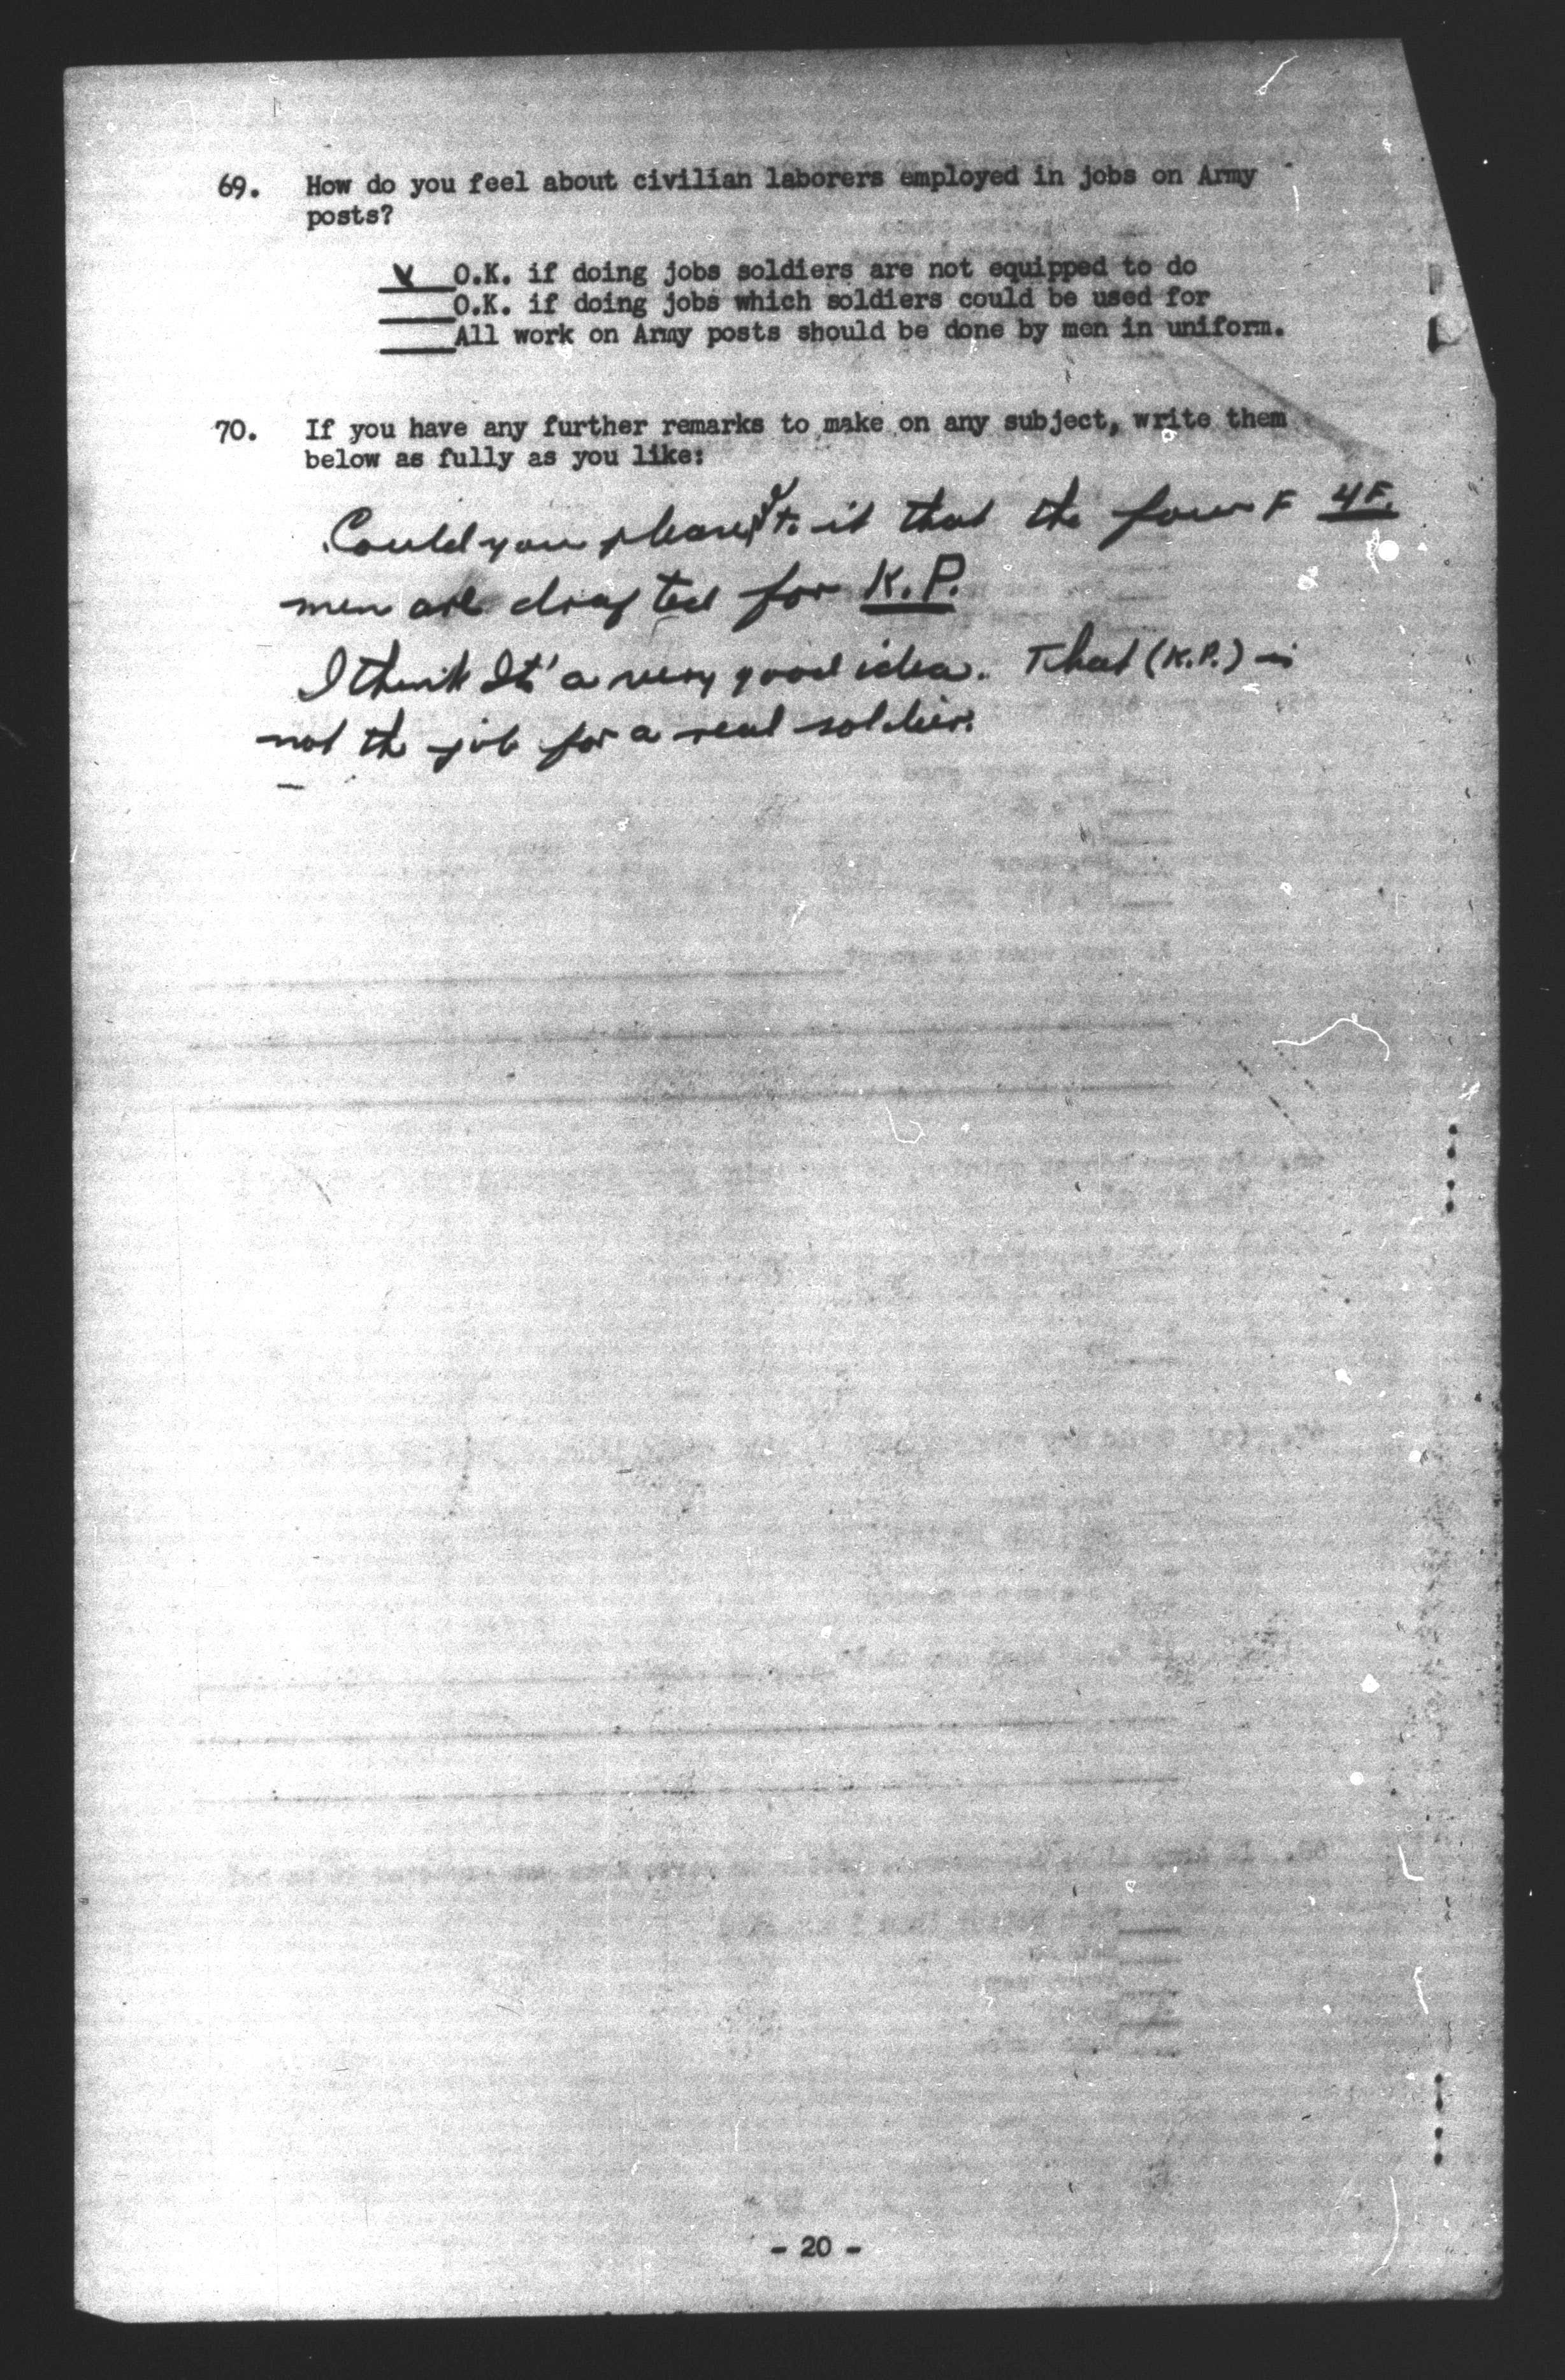 69. How do you feel about civilian laborers employed in jobs on Army
posts?
V O.K. if doing jobs soldiers are not equipped to do
O.K. if doing jobs which soldiers could be used for
All work on Army posts should be done by men in uniform.
70. If you have any further remarks to make on any subject, write them
below as fully as you like:
Could you please to it that the four F 4F.
men are drafted for K.P.
I think It's a very good idea. That (K.P.) is
not the job for a real soldier.
- 20 -